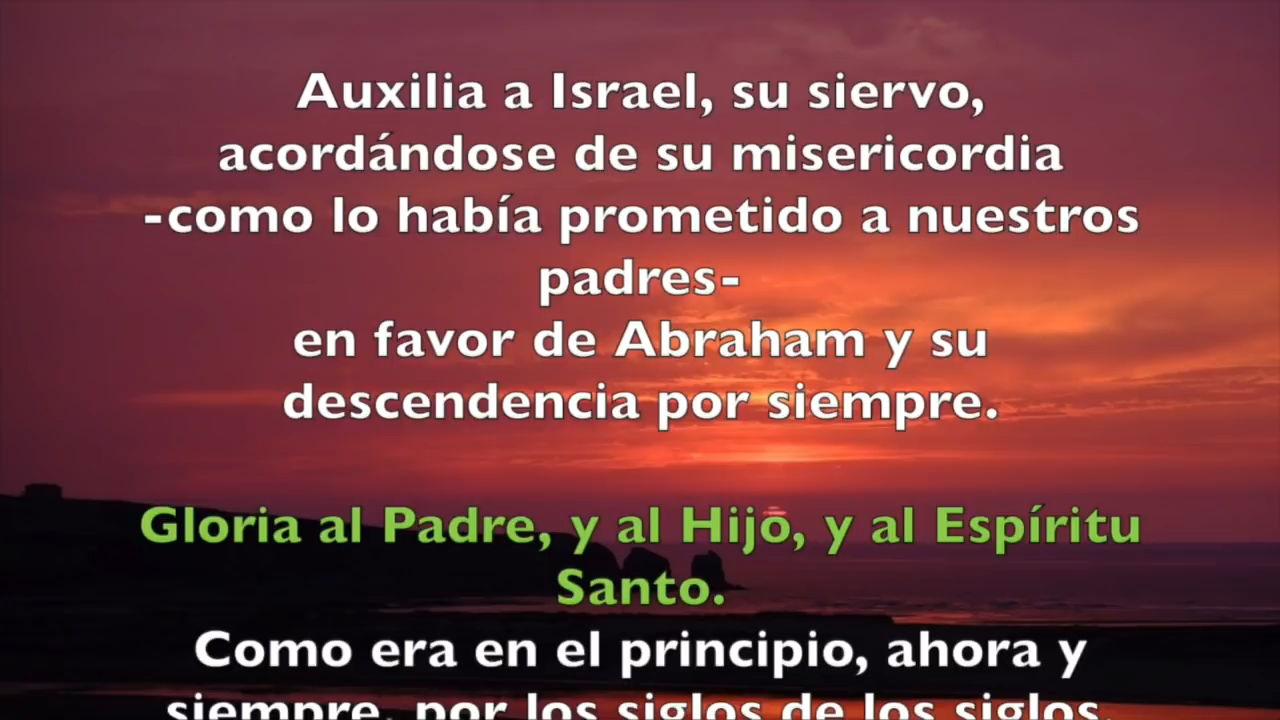 Auxilia a Israel, su siervo,
acordándose de su misericordia
-como lo había prometido a nuestros
padres-
en favor de Abraham y su
descendencia por siempre.
Gloria al Padre, y al Hijo, y al Espíritu
Santo.
Como era en el principio, ahora y
siempre, por los siglos de los siglos.